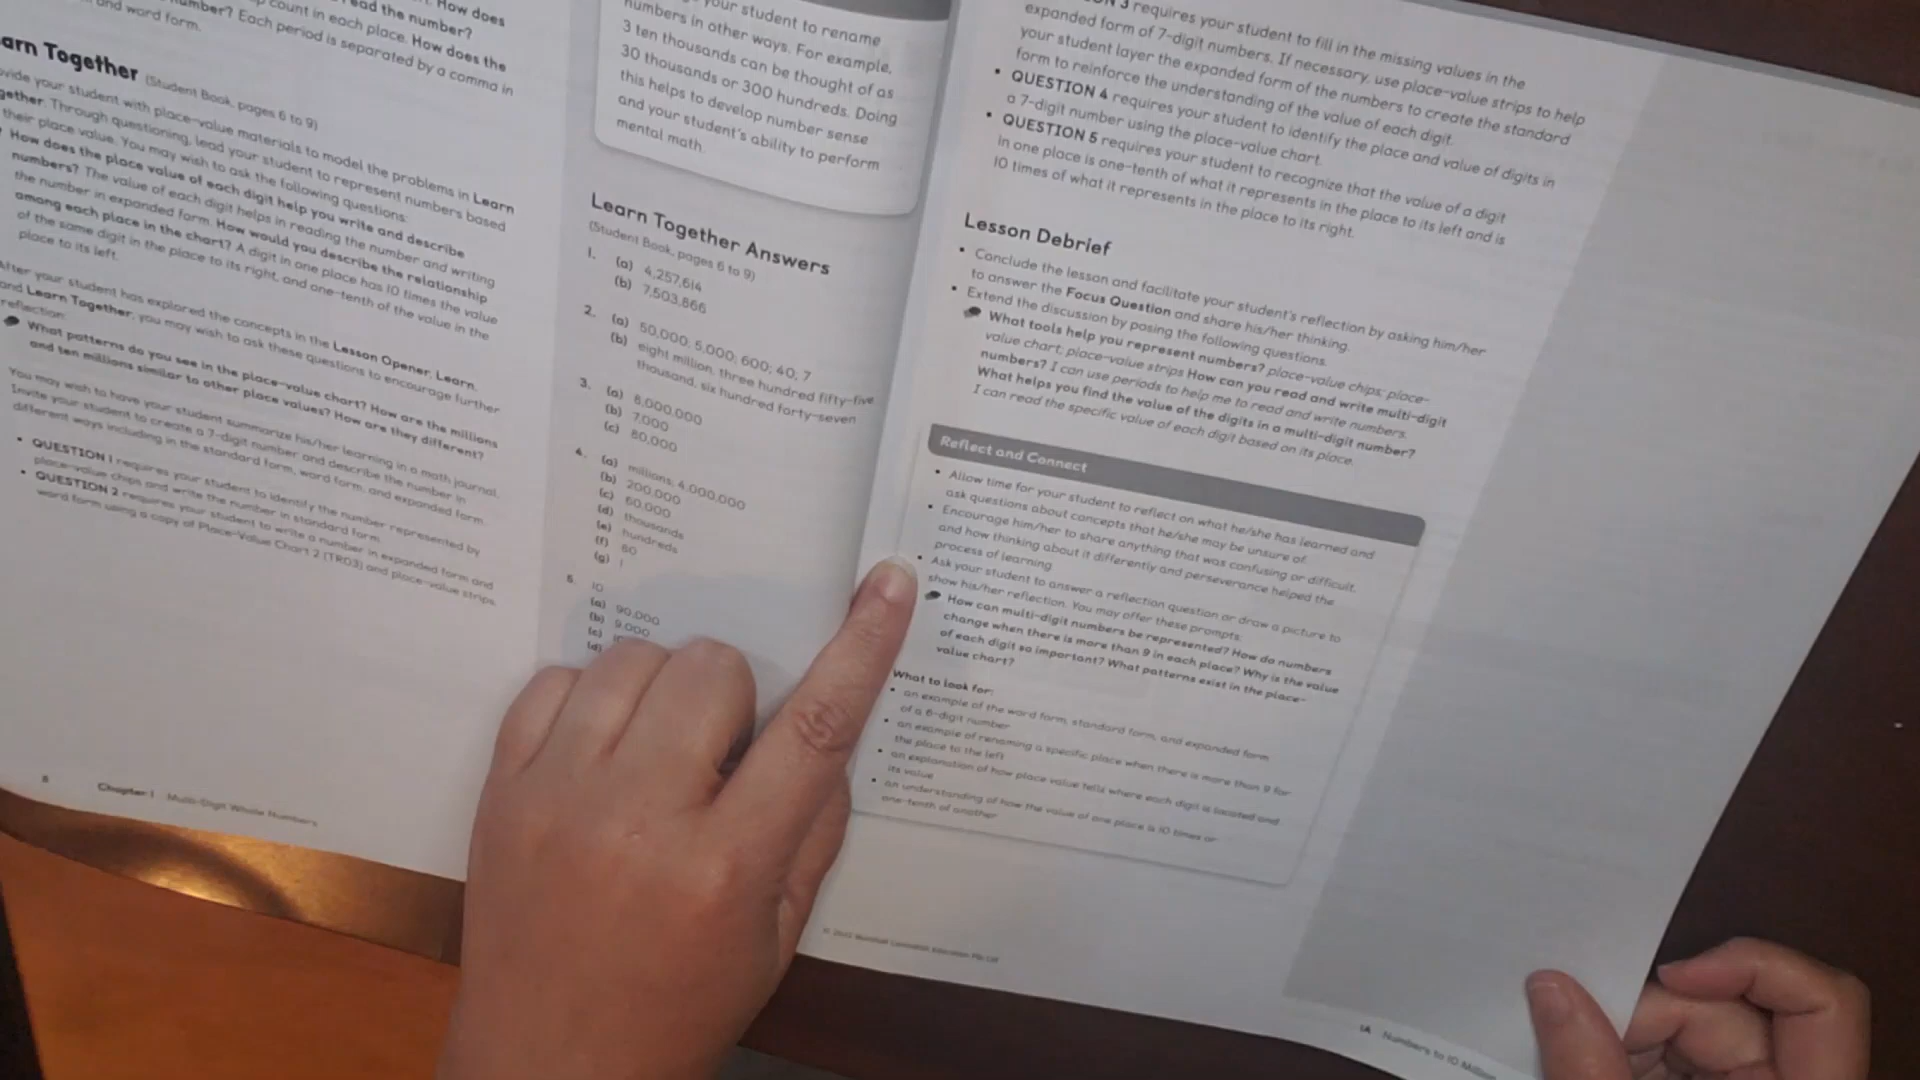 How does
ead the number?
count in each place. How does the
number? Each period is separated by a comma in
and word form.
arn Together (Student Book, pages 6 to 9)
ovide your student with place-value materials to model the problems in Learn
gether. Through questioning, lead your student to represent numbers based
their place value. You may wish to ask the following questions:
How does the place value of each digit help you write and describe
numbers? The value of each digit helps in reading the number and writing
the number in expanded form. How would you describe the relationship
among each place in the chart? A digit in one place has 10 times the value
of the same digit in the place to its right, and one-tenth of the value in the
place to its left.
After your student has explored the concepts in the Lesson Opener, Learn,
and Learn Together, you may wish to ask these questions to encourage further
reflection:
What patterns do you see in the place-value chart? How are the millions
and ten millions similar to other place values? How are they different?
You may wish to have your student summarize his/her learning in a math journal.
Invite your student to create a 7-digit number and describe the number in
different ways including in the standard form, word form, and expanded form.
• QUESTION 1 requires your student to identify the number represented by
place-value chips and write the number in standard form.
• QUESTION 2 requires your student to write a number in expanded form and
word form using a copy of Place-Value Chart 2 (TR03) and place-value strips.
8 Chapter 1 Multi-Digit Whole Numbers
your student to rename
numbers in other ways. For example,
3 ten thousands can be thought of as
30 thousands or 300 hundreds. Doing
this helps to develop number sense
and your student's ability to perform
mental math.
Learn Together Answers
(Student Book, pages 6 to 9)
1. (a) 4,257,614
(b) 7,503,866
2. (a) 50,000; 5,000; 600; 40; 7
(b) eight million, three hundred fifty-five
thousand, six hundred forty-seven
3. (a) 8,000,000
(b) 7,000
(c) 80,000
4. (a) millions; 4,000,000
(b) 200,000
(c) 60,000
(d) thousands
(e) hundreds
(f) 80
(g) 1
5. 10
(a) 90,000
(b) 9,000
(c)
(d)
3 requires your student to fill in the missing values in the
expanded form of 7-digit numbers. If necessary, use place-value strips to help
your student layer the expanded form of the numbers to create the standard
form to reinforce the understanding of the value of each digit.
• QUESTION 4 requires your student to identify the place and value of digits in
a 7-digit number using the place-value chart.
• QUESTION 5 requires your student to recognize that the value of a digit
in one place is one-tenth of what it represents in the place to its left and is
10 times of what it represents in the place to its right.
Lesson Debrief
• Conclude the lesson and facilitate your student's reflection by asking him/her
to answer the Focus Question and share his/her thinking.
• Extend the discussion by posing the following questions.
What tools help you represent numbers? place-value chips; place-
value chart; place-value strips How can you read and write multi-digit
numbers? I can use periods to help me to read and write numbers.
What helps you find the value of the digits in a multi-digit number?
I can read the specific value of each digit based on its place.
Reflect and Connect
• Allow time for your student to reflect on what he/she has learned and
ask questions about concepts that he/she may be unsure of.
• Encourage him/her to share anything that was confusing or difficult,
and how thinking about it differently and perseverance helped the
process of learning.
• Ask your student to answer a reflection question or draw a picture to
show his/her reflection. You may offer these prompts:
How can multi-digit numbers be represented? How do numbers
change when there is more than 9 in each place? Why is the value
of each digit so important? What patterns exist in the place-
value chart?
What to look for:
• an example of the word form, standard form, and expanded form
of a 6-digit number
• an example of renaming a specific place when there is more than 9 for
the place to the left
• an explanation of how place value tells where each digit is located and
its value
• an understanding of how the value of one place is 10 times or
one-tenth of another
© 2022 Marshall Cavendish Education Pte Ltd
1A Numbers to 10 Million